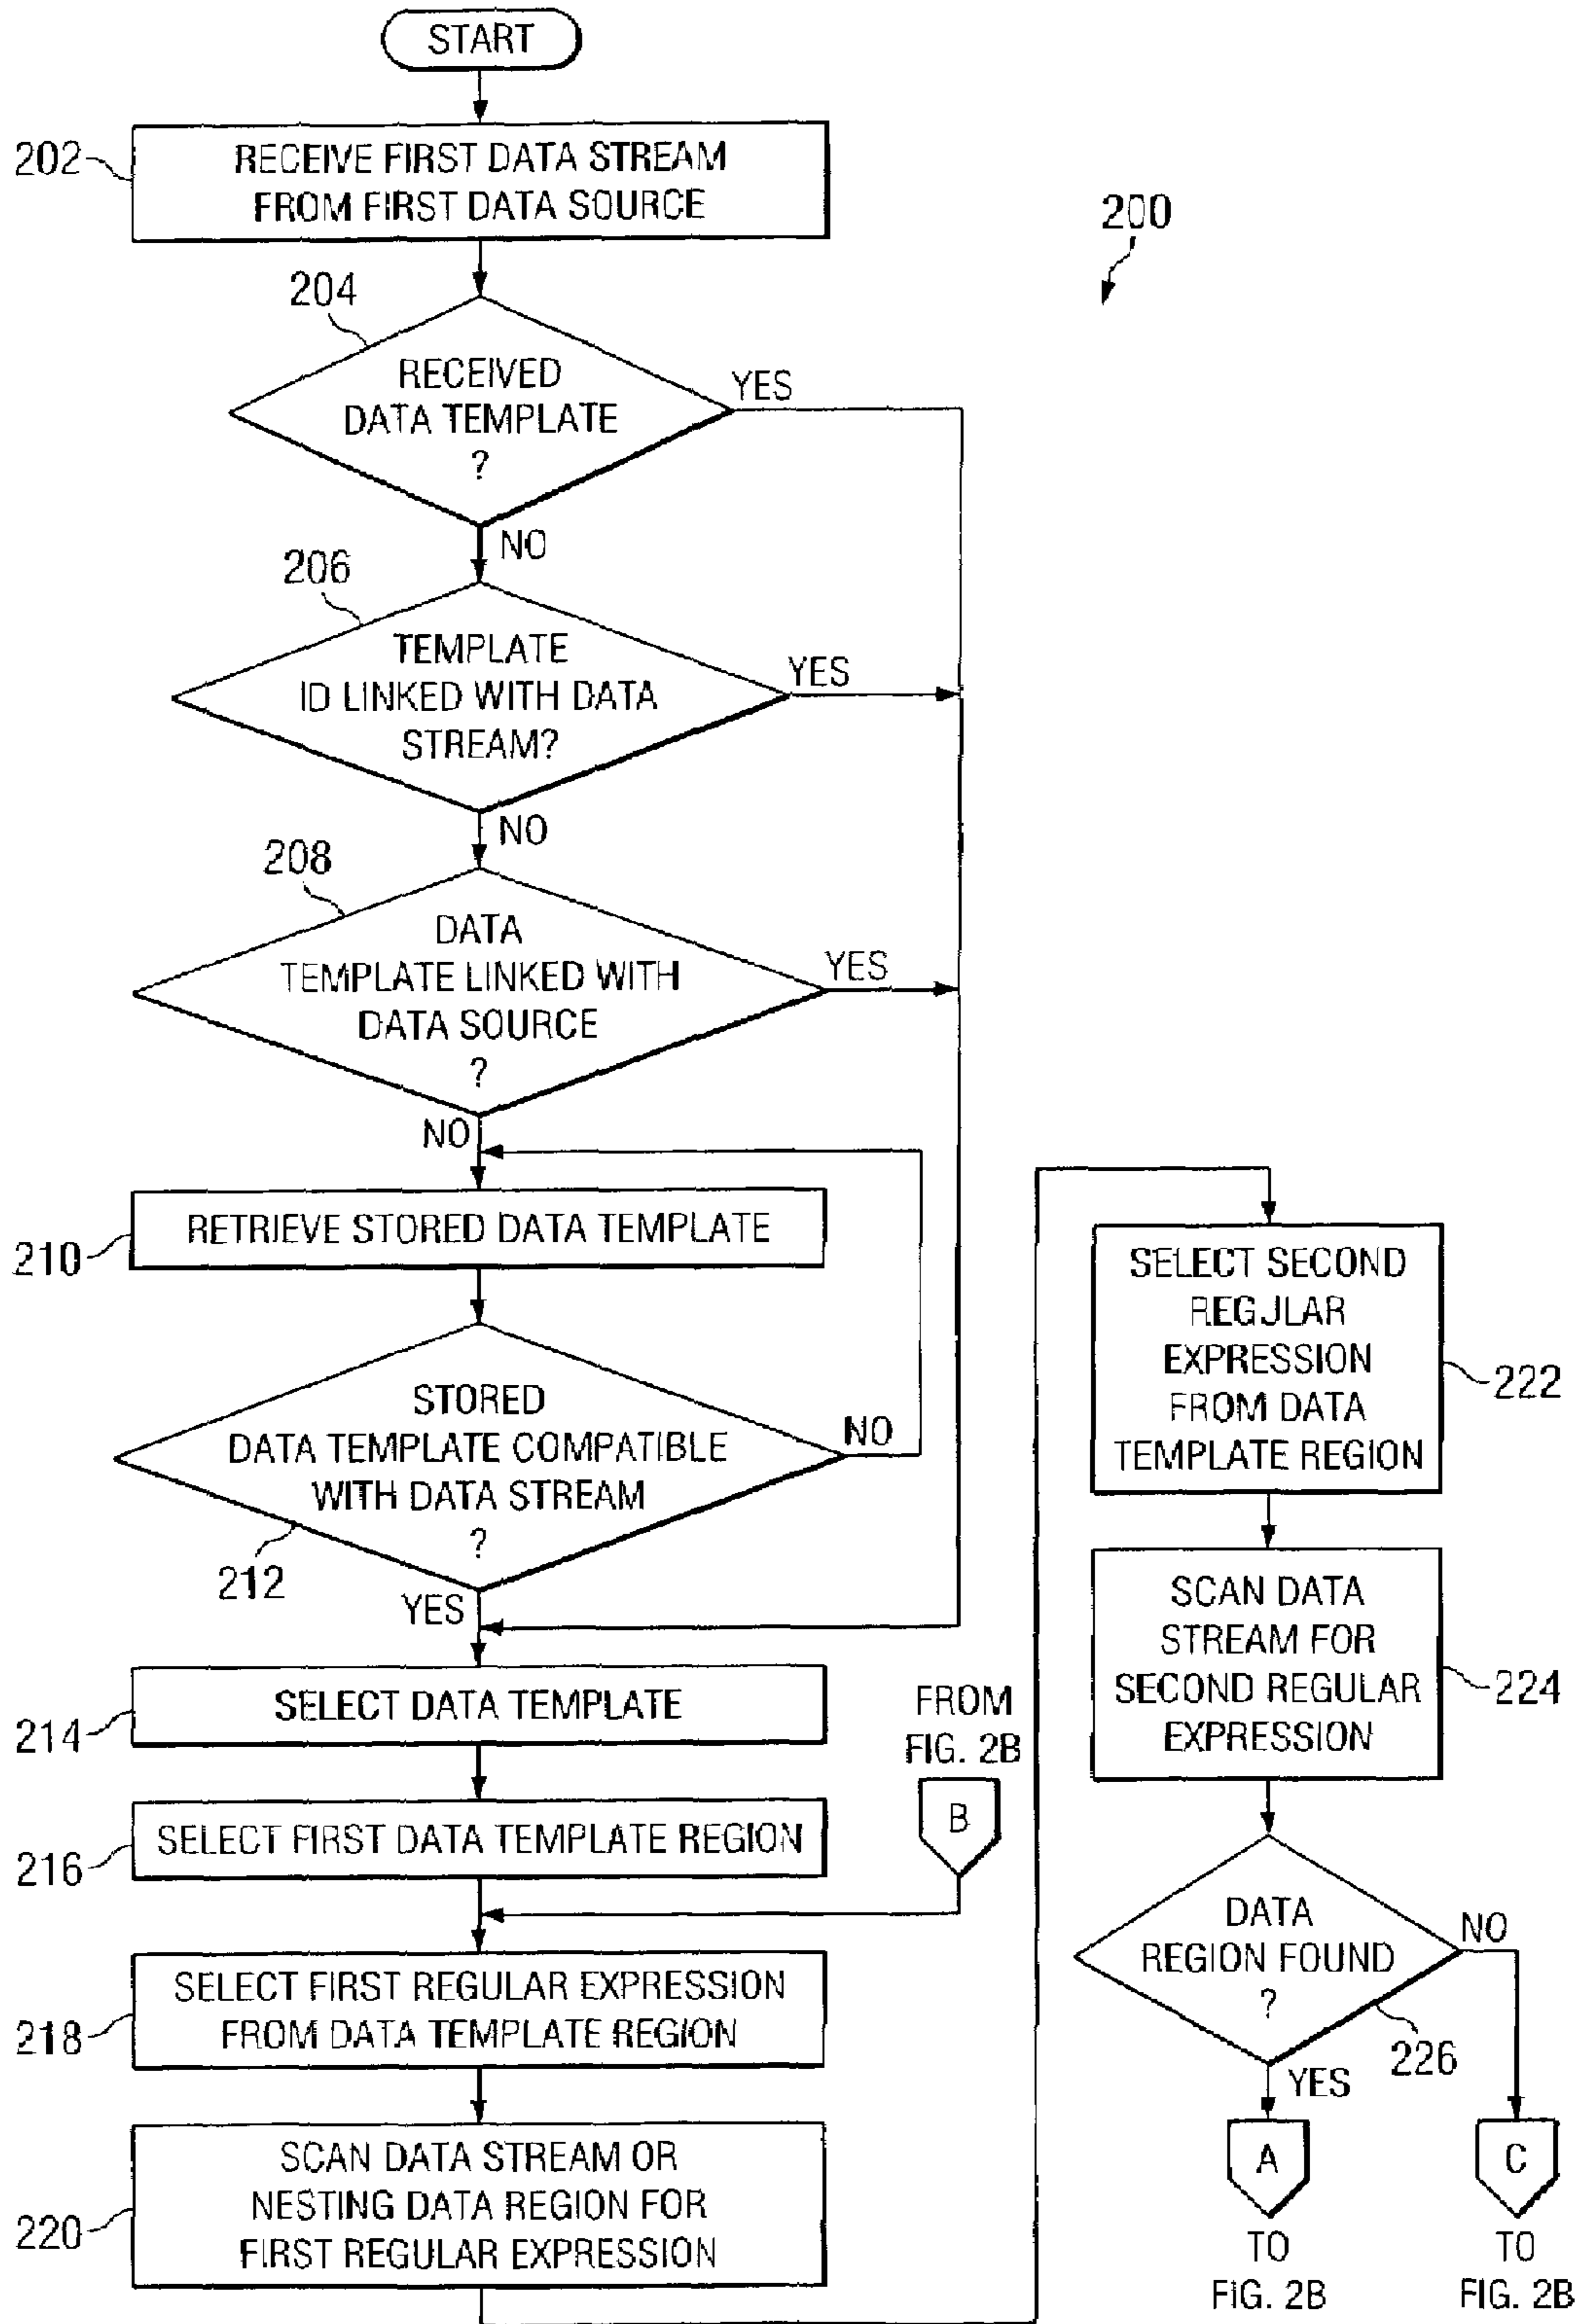 START
202
RECEIVE FIRST DATA STREAM
FROM FIRST DATA SOURCE
200
204
RECEIVED
DATA TEMPLATE
?
YES
NO
206
TEMPLATE
ID LINKED WITH DATA
STREAM?
YES
NO
208
DATA
TEMPLATE LINKED WITH
DATA SOURCE
?
YES
NO
RETRIEVE STORED DATA TEMPLATE
210
STORED
DATA TEMPLATE COMPATIBLE
WITH DATA STREAM
?
NO
212
YES
SELECT DATA TEMPLATE
214
SELECT FIRST DATA TEMPLATE REGION
216
FROM
FIG. 2B
B
SELECT FIRST REGULAR EXPRESSION
FROM DATA TEMPLATE REGION
218
SCAN DATA STREAM OR
NESTING DATA REGION FOR
FIRST REGULAR EXPRESSION
220
SELECT SECOND
REGULAR
EXPRESSION
FROM DATA
TEMPLATE REGION
222
SCAN DATA
STREAM FOR
SECOND REGULAR
EXPRESSION
224
DATA
REGION FOUND
?
NO
226
YES
A
TO
FIG. 2B
C
TO
FIG. 2B